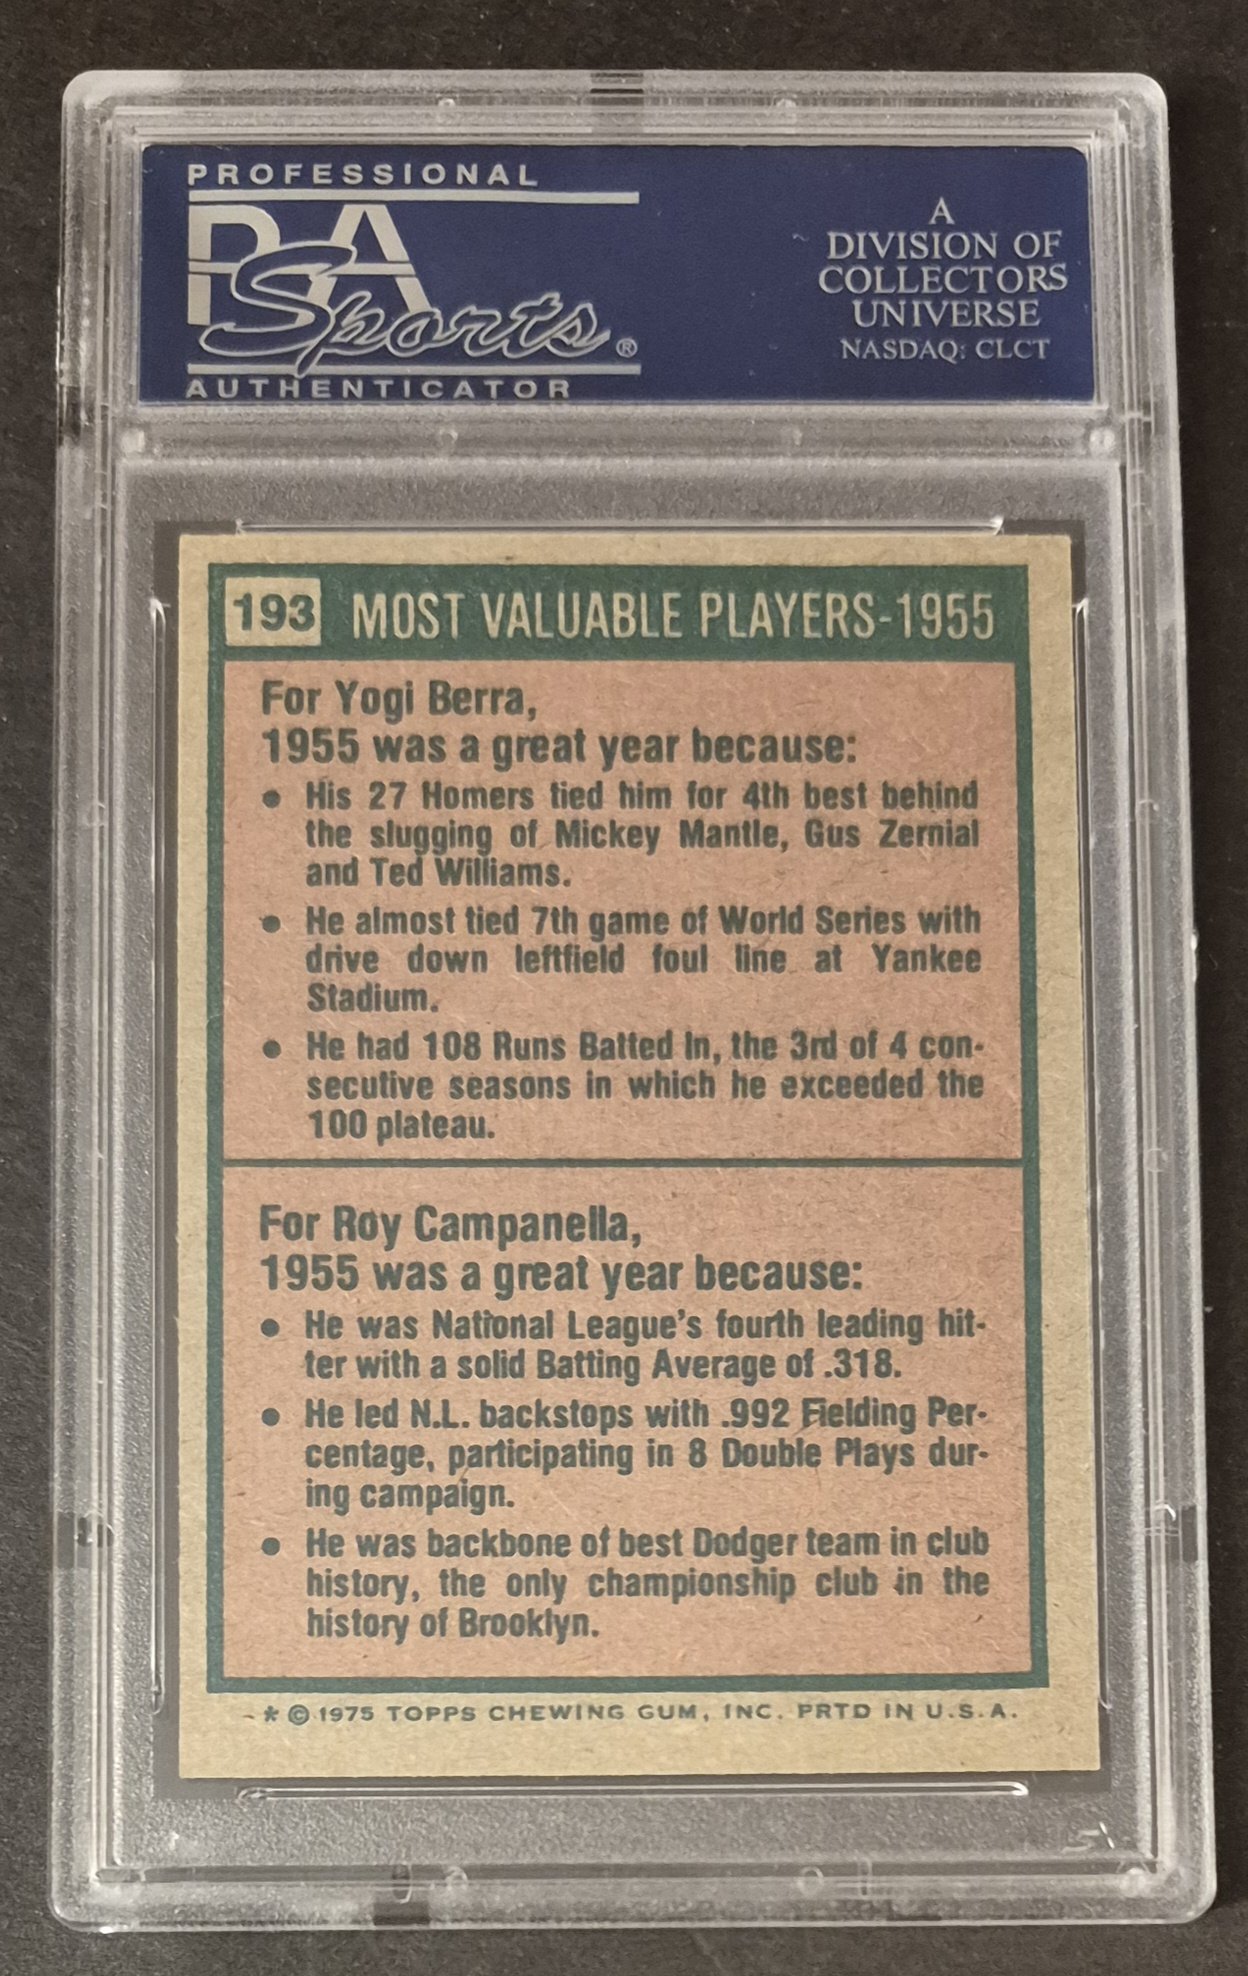 PROFESSIONAL
PSA
Sports®
AUTHENTICATOR
A
DIVISION OF
COLLECTORS
UNIVERSE
NASDAQ: CLCT
193 MOST VALUABLE PLAYERS-1955
For Yogi Berra,
1955 was a great year because:
• His 27 Homers tied him for 4th best behind
the slugging of Mickey Mantle, Gus Zernial
and Ted Williams.
• He almost tied 7th game of World Series with
drive down leftfield foul line at Yankee
Stadium.
• He had 108 Runs Batted In, the 3rd of 4 con-
secutive seasons in which he exceeded the
100 plateau.
For Roy Campanella,
1955 was a great year because:
• He was National League's fourth leading hit-
ter with a solid Batting Average of .318.
• He led N.L. backstops with .992 Fielding Per-
centage, participating in 8 Double Plays dur-
ing campaign.
• He was backbone of best Dodger team in club
history, the only championship club in the
history of Brooklyn.
* © 1975 TOPPS CHEWING GUM, INC. PRTD IN U.S.A.